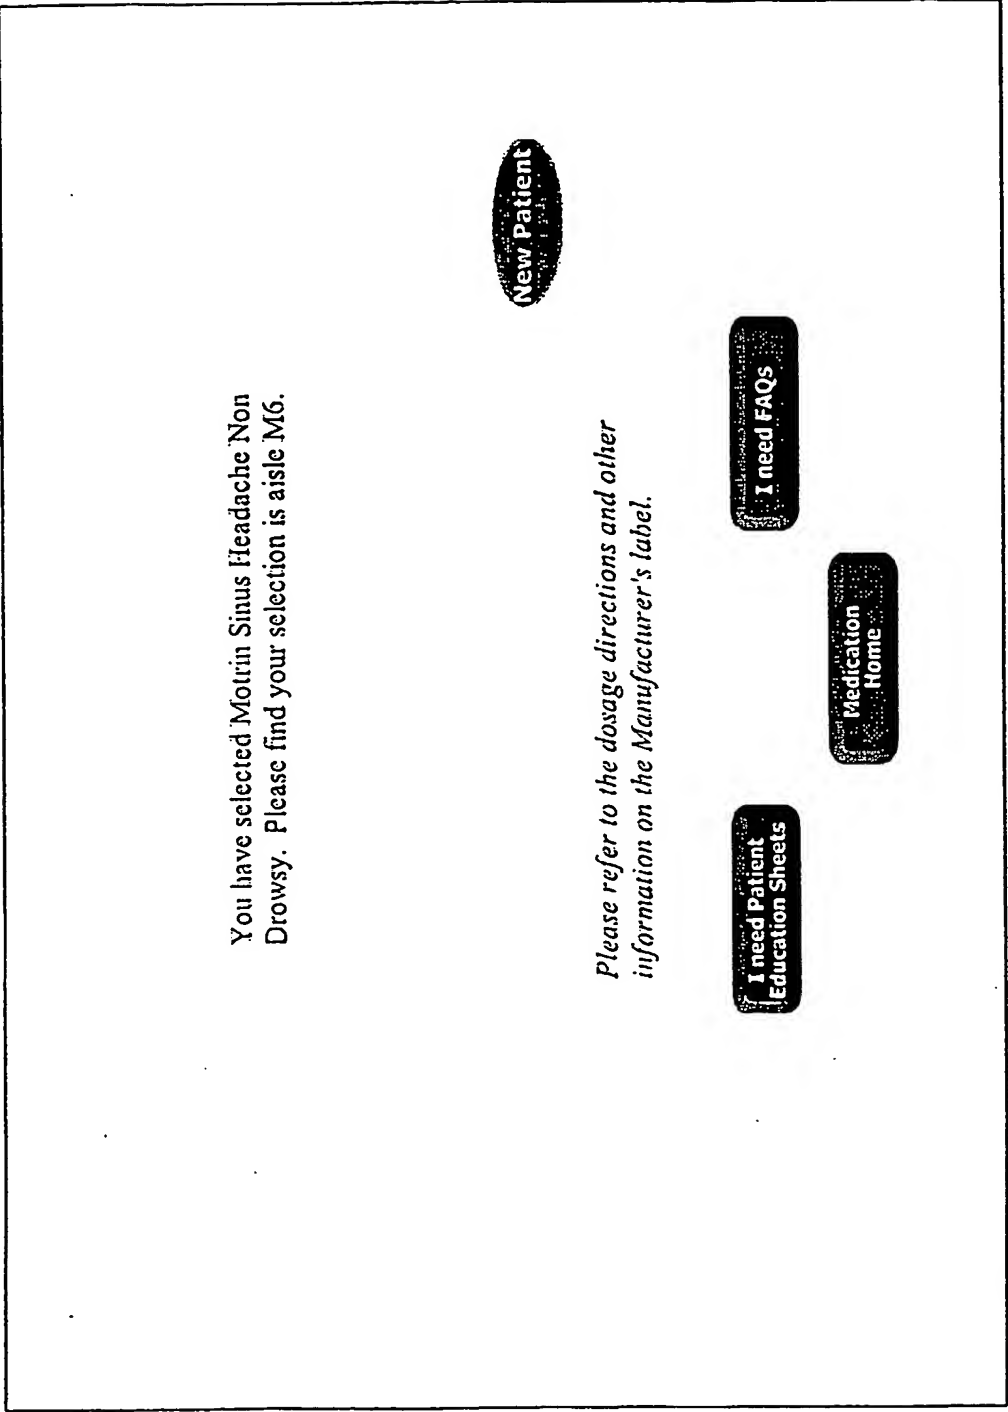 You have selected Motrin Sinus Headache Non
Drowsy. Please find your selection is aisle M6.
New Patient
Please refer to the dosage directions and other
information on the Manufacturer's label.
I need Patient
Education Sheets
I need FAQs
Medication
Home